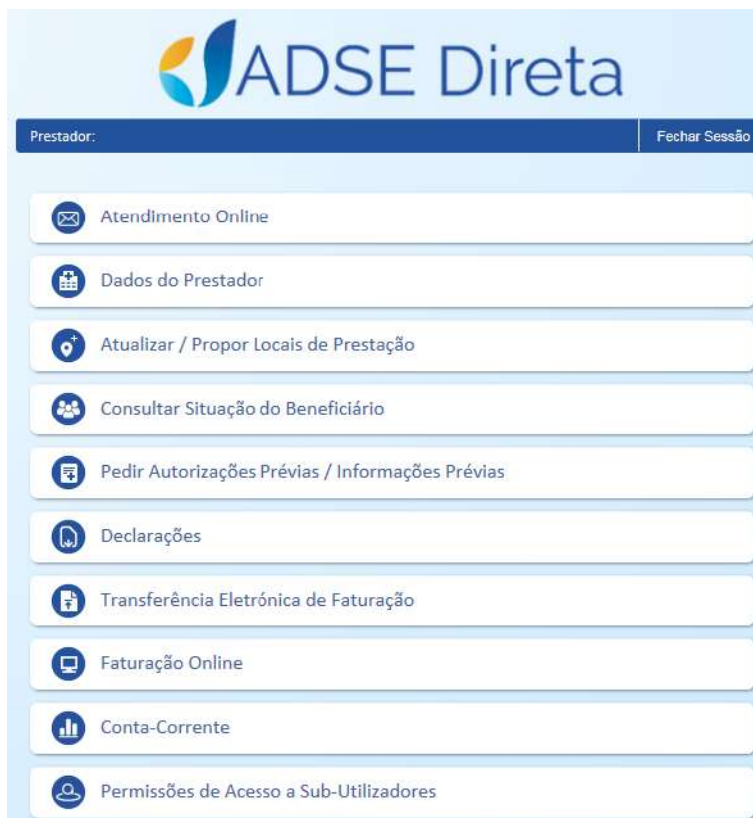 ADSE Direta
Prestador:
Fechar Sessão
Atendimento Online
Dados do Prestador
Atualizar / Propor Locais de Prestação
Consultar Situação do Beneficiário
Pedir Autorizações Prévias / Informações Prévias
Declarações
Transferência Eletrónica de Faturação
Faturação Online
Conta-Corrente
Permissões de Acesso a Sub-Utilizadores